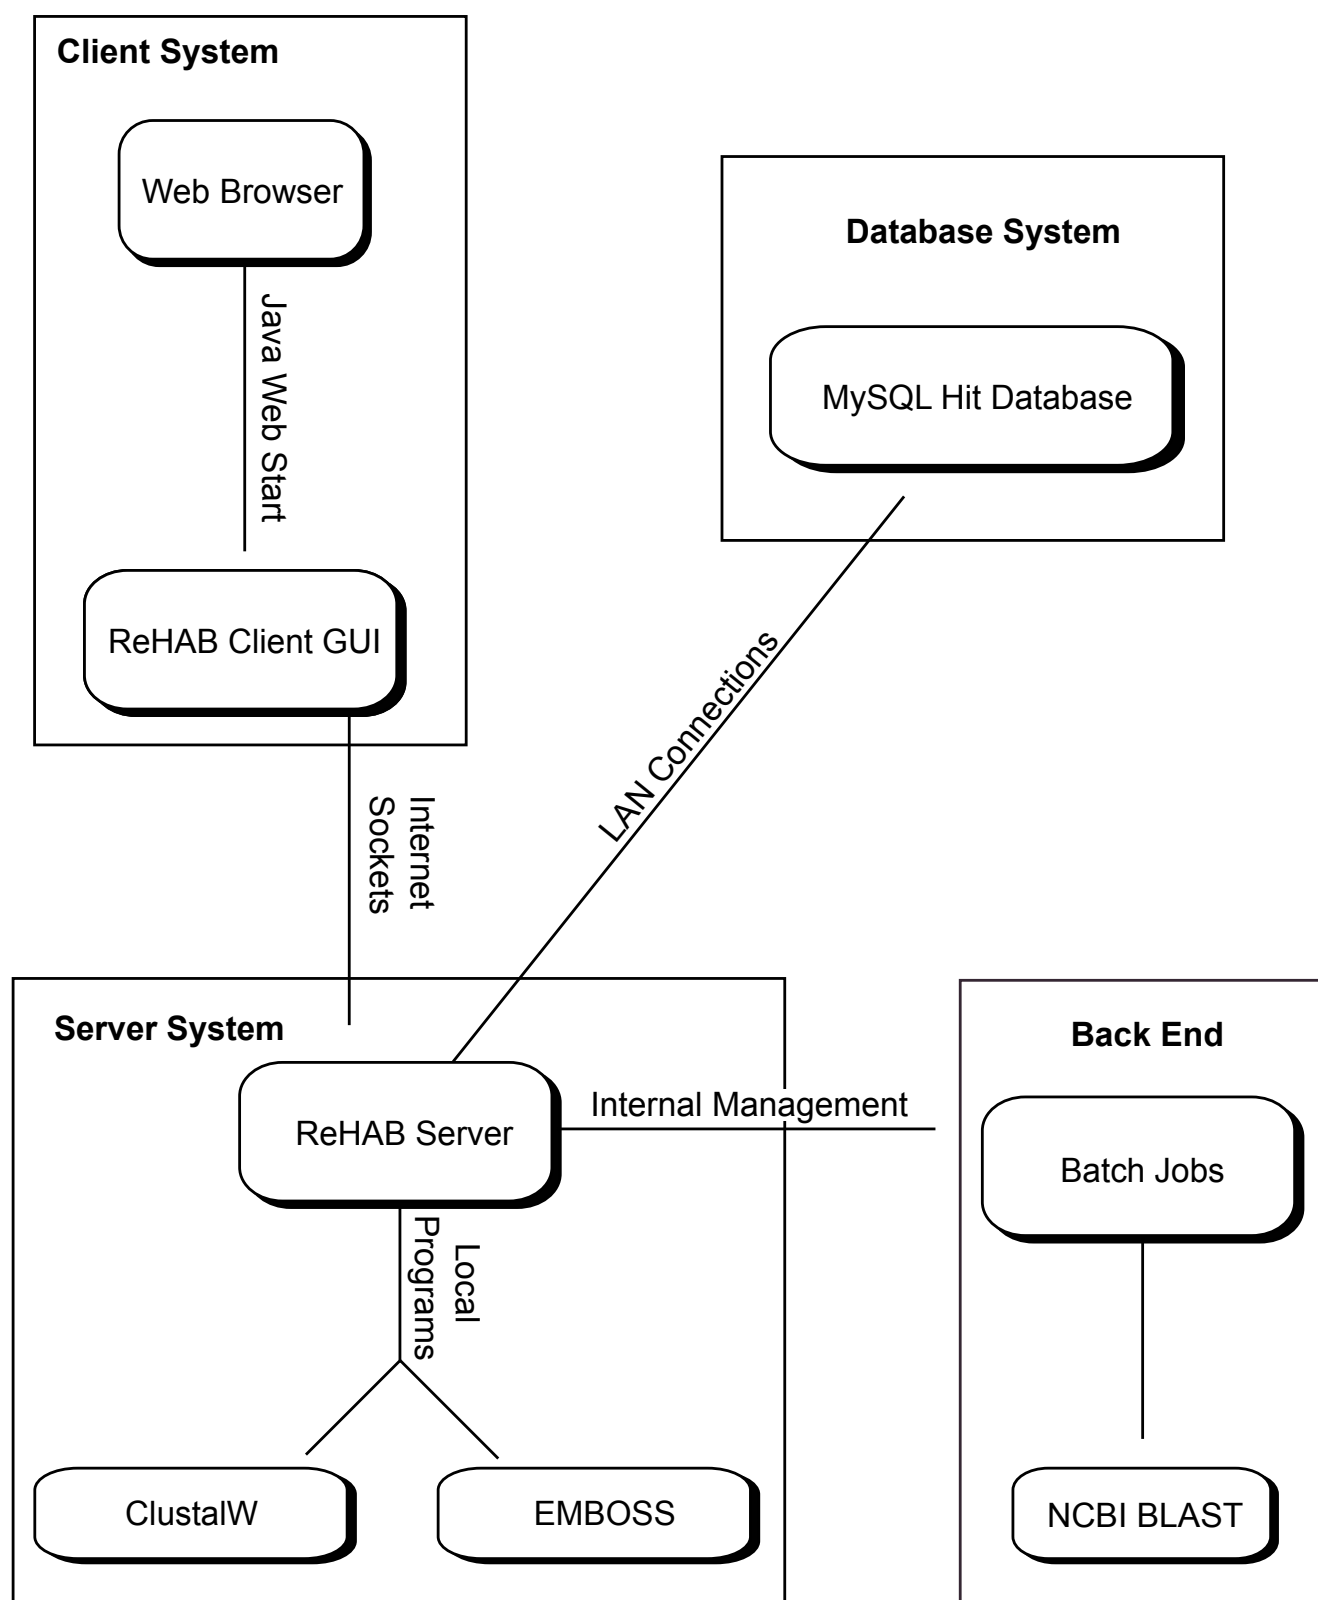 Client System
Web Browser
Java Web Start
ReHAB Client GUI
Database System
MySQL Hit Database
Internet
Sockets
LAN Connections
Server System
ReHAB Server
Internal Management
Local
Programs
ClustalW
EMBOSS
Back End
Batch Jobs
NCBI BLAST